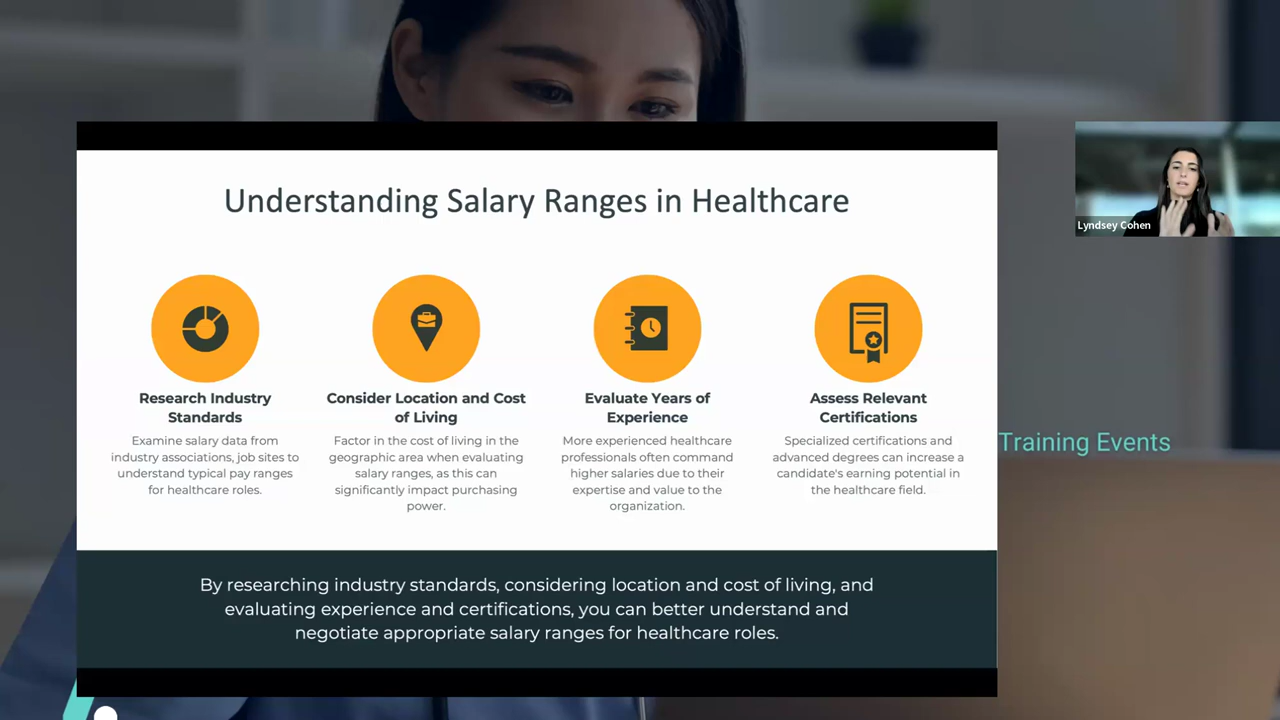 Understanding Salary Ranges in Healthcare
Research Industry
Standards
Examine salary data from
industry associations, job sites to
understand typical pay ranges
for healthcare roles.
Consider Location and Cost
of Living
Factor in the cost of living in the
geographic area when evaluating
salary ranges, as this can
significantly impact purchasing
power.
Evaluate Years of
Experience
More experienced healthcare
professionals often command
higher salaries due to their
expertise and value to the
organization.
Assess Relevant
Certifications
Specialized certifications and
advanced degrees can increase a
candidate's earning potential in
the healthcare field.
By researching industry standards, considering location and cost of living, and
evaluating experience and certifications, you can better understand and
negotiate appropriate salary ranges for healthcare roles.
Lyndsey Cohen
Training Events